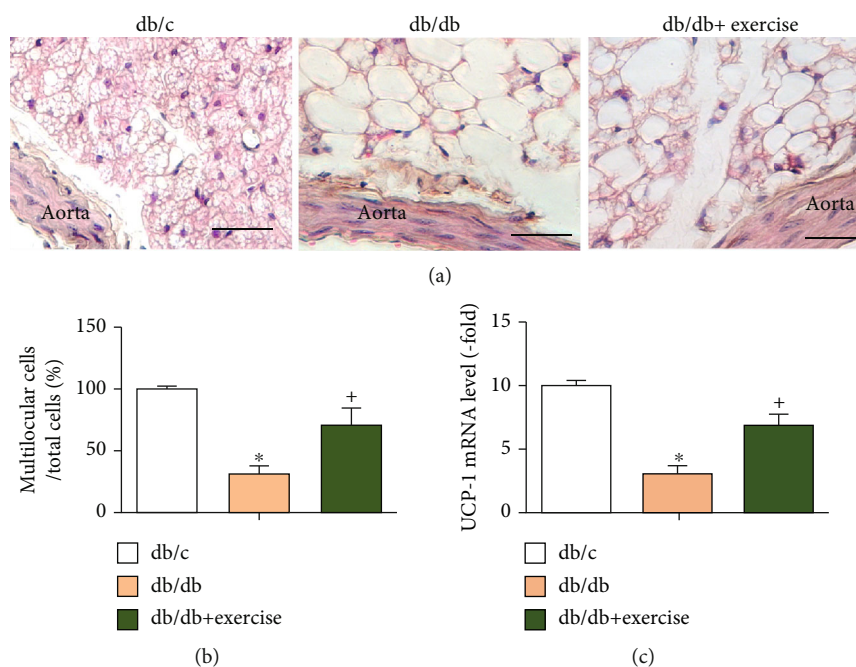 db/c
db/db
db/db+ exercise
Aorta
Aorta
Aorta
(a)
Multilocular cells
/total cells (%)
150
100
50
0
*
+
db/c
db/db
db/db+exercise
(b)
UCP-1 mRNA level (-fold)
15
10
5
0
*
+
db/c
db/db
db/db+exercise
(c)